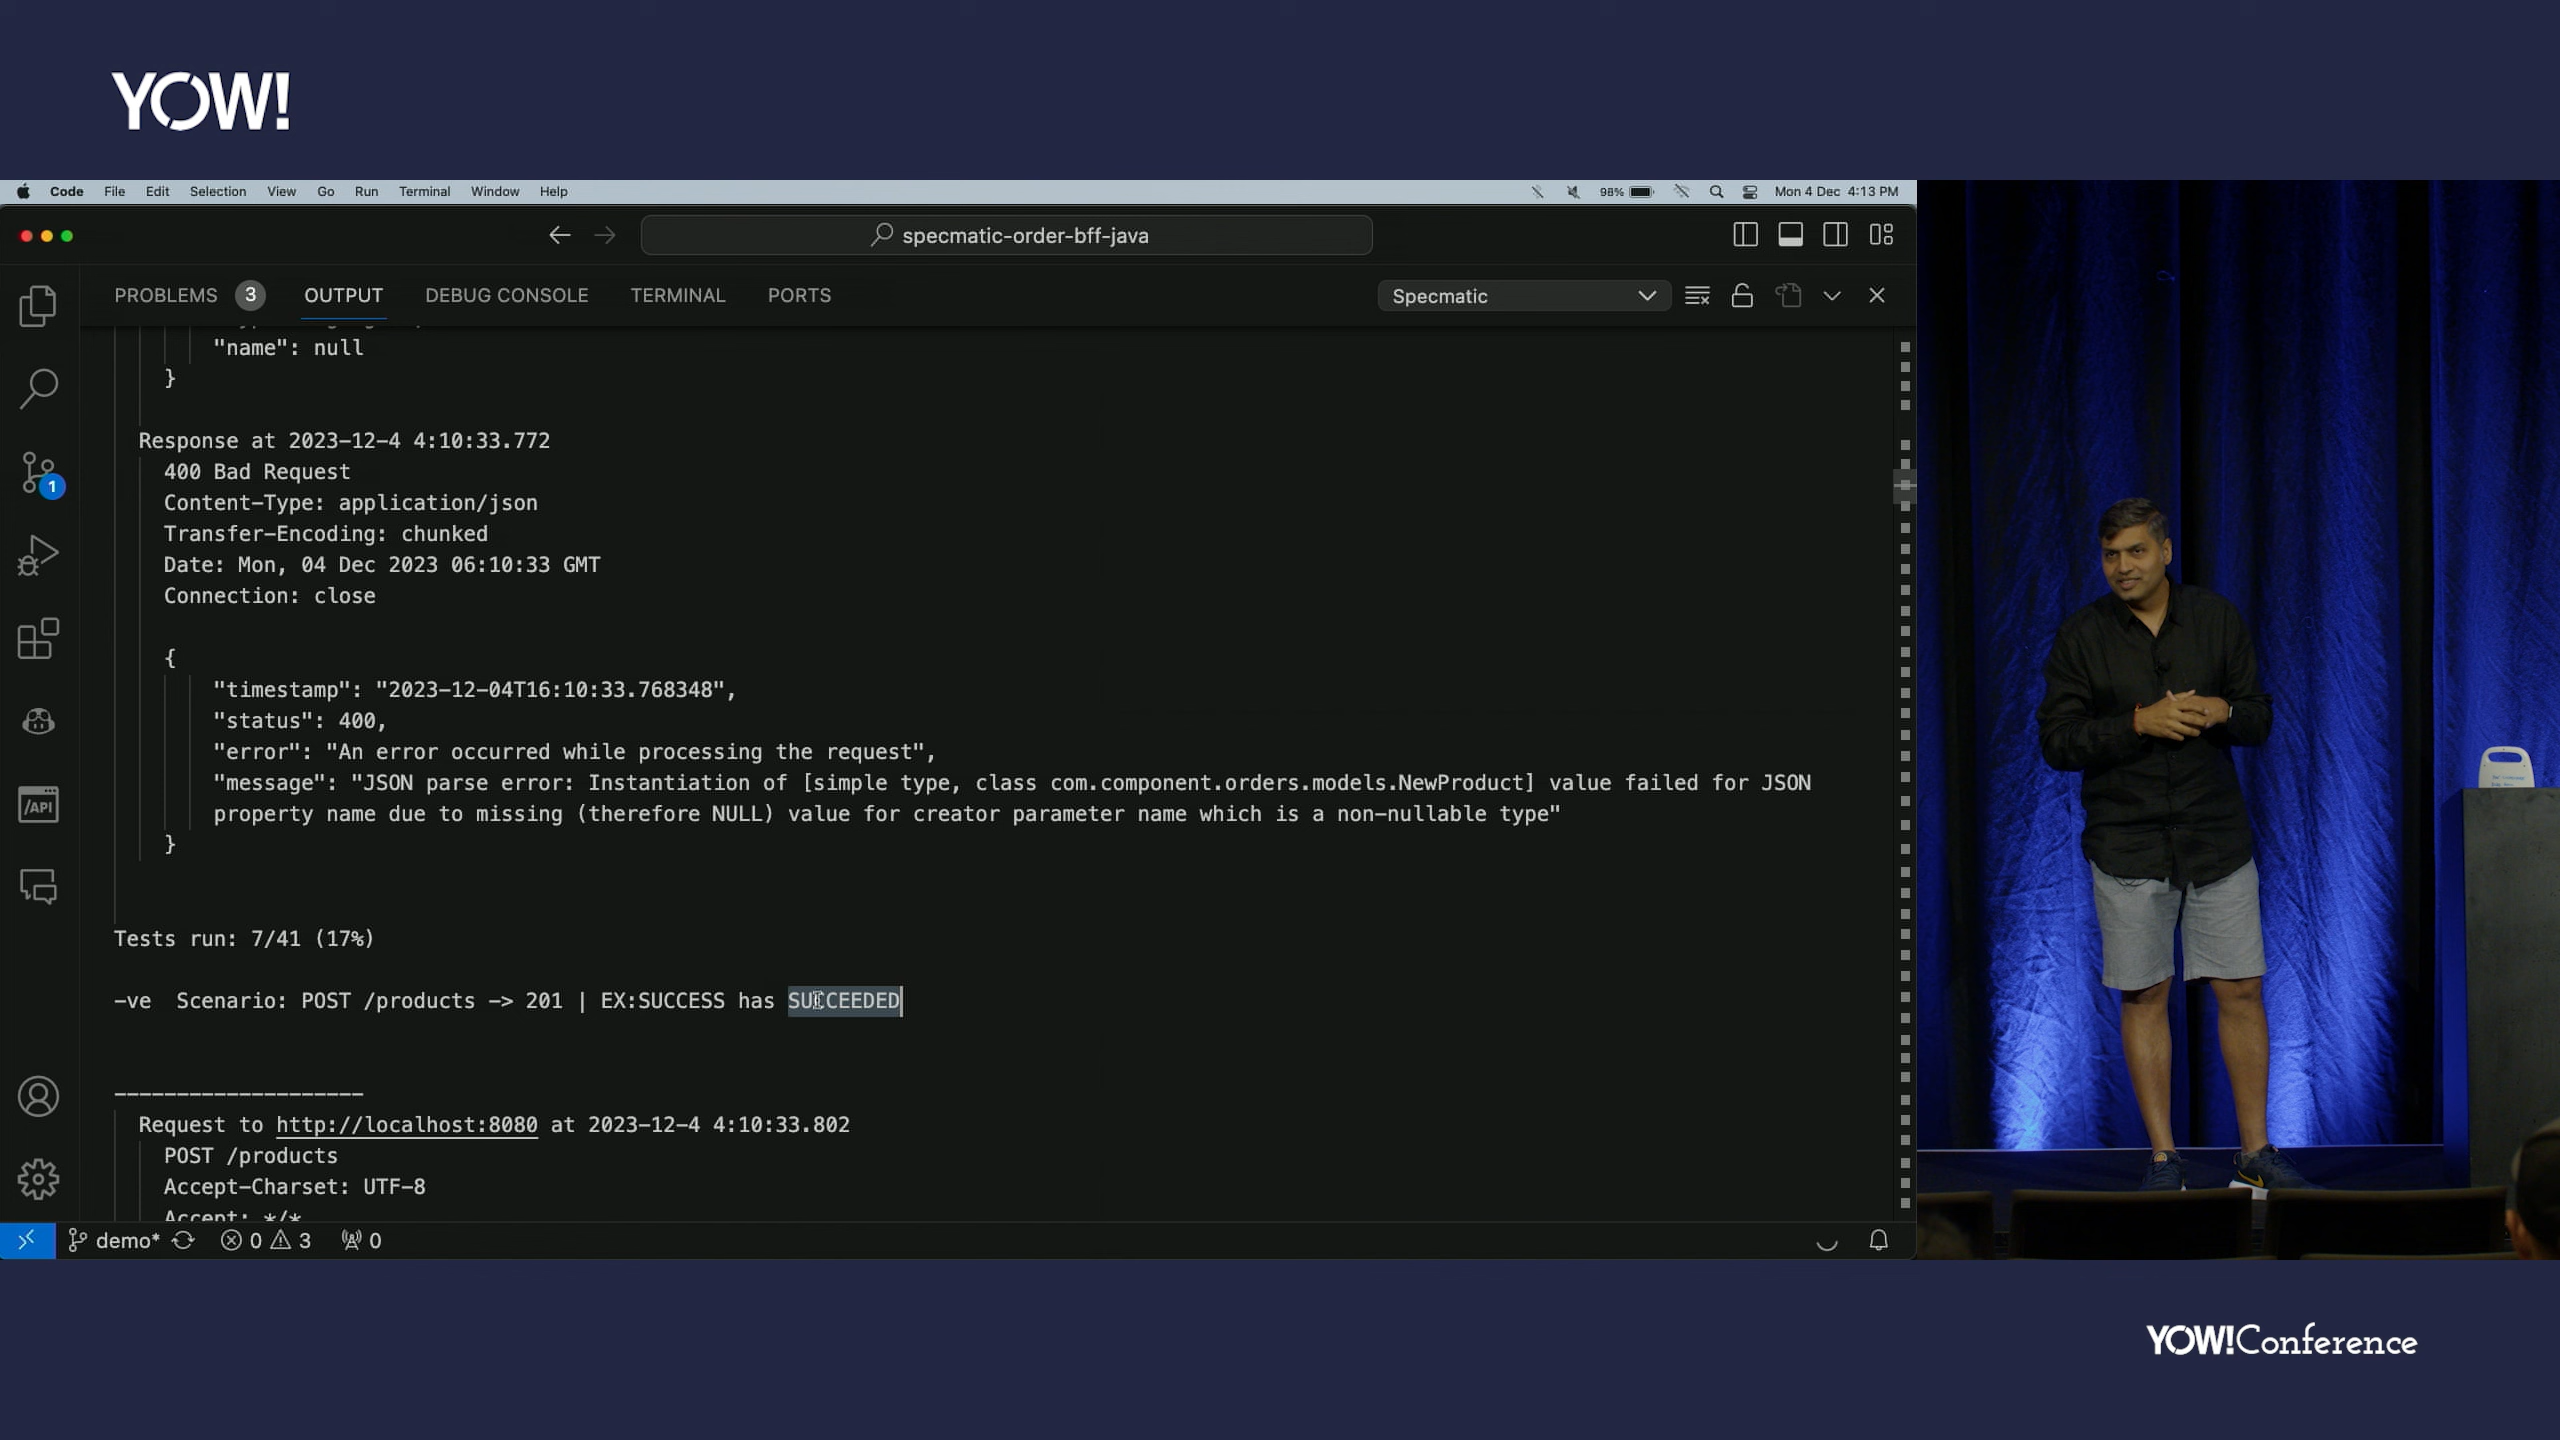 YOW!
Code File Edit Selection View Go Run Terminal Window Help 98% Mon 4 Dec 4:13 PM
specmatic-order-bff-java
PROBLEMS 3 OUTPUT DEBUG CONSOLE TERMINAL PORTS Specmatic
"name": null
}
Response at 2023-12-4 4:10:33.772
400 Bad Request
Content-Type: application/json
Transfer-Encoding: chunked
Date: Mon, 04 Dec 2023 06:10:33 GMT
Connection: close
{
"timestamp": "2023-12-04T16:10:33.768348",
"status": 400,
"error": "An error occurred while processing the request",
"message": "JSON parse error: Instantiation of [simple type, class com.component.orders.models.NewProduct] value failed for JSON
property name due to missing (therefore NULL) value for creator parameter name which is a non-nullable type"
}
Tests run: 7/41 (17%)
-ve Scenario: POST /products -> 201 | EX:SUCCESS has SUCCEEDED
--------------------
Request to http://localhost:8080 at 2023-12-4 4:10:33.802
POST /products
Accept-Charset: UTF-8
Accept: */*
1
/API
demo* 0 3 0
YOW!Conference